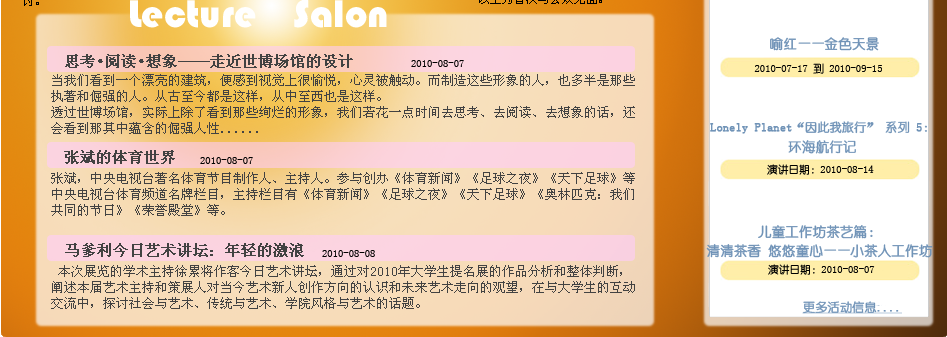 Lecture Salon
思考·阅读·想象——走近世博场馆的设计 2010-08-07
当我们看到一个漂亮的建筑，便感到视觉上很愉悦，心灵被触动。而制造这些形象的人，也多半是那些
执著和倔强的人。从古至今都是这样，从中至西也是这样。
透过世博场馆，实际上除了看到那些绚烂的形象，我们若花一点时间去思考、去阅读、去想象的话，还
会看到那其中蕴含的倔强人性......
张斌的体育世界 2010-08-07
张斌，中央电视台著名体育节目制作人、主持人。参与创办《体育新闻》《足球之夜》《天下足球》等
中央电视台体育频道名牌栏目，主持栏目有《体育新闻》《足球之夜》《天下足球》《奥林匹克：我们
共同的节日》《荣誉殿堂》等。
马爹利今日艺术讲坛：年轻的激浪 2010-08-08
本次展览的学术主持徐累将作客今日艺术讲坛，通过对2010年大学生提名展的作品分析和整体判断，
阐述本届艺术主持和策展人对当今艺术新人创作方向的认识和未来艺术走向的观望，在与大学生的互动
交流中，探讨社会与艺术、传统与艺术、学院风格与艺术的话题。
喻红——金色天景
2010-07-17 到 2010-09-15
Lonely Planet“因此我旅行” 系列 5:
环海航行记
演讲日期: 2010-08-14
儿童工作坊茶艺篇:
清清茶香 悠悠童心——小茶人工作坊
演讲日期: 2010-08-07
更多活动信息....